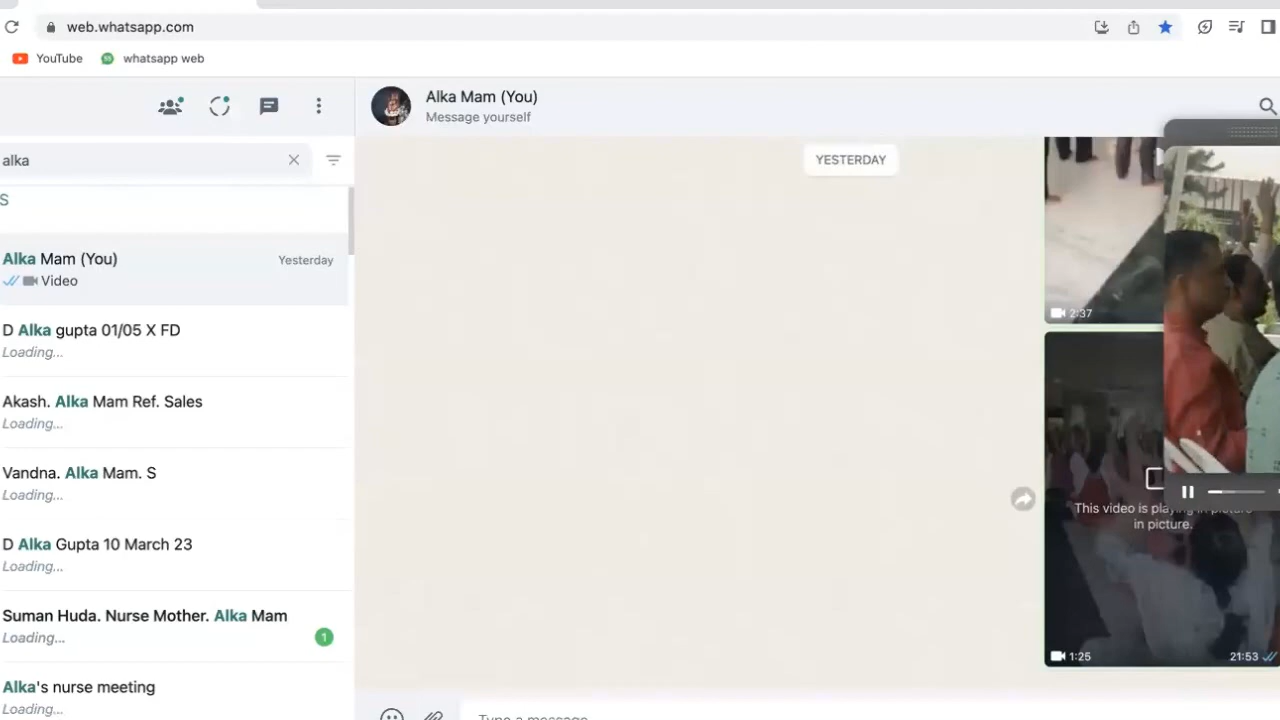 web.whatsapp.com
YouTube
whatsapp web
Alka Mam (You)
Message yourself
alka
YESTERDAY
S
Alka Mam (You)
Yesterday
Video
2:37
D Alka gupta 01/05 X FD
Loading...
Akash. Alka Mam Ref. Sales
Loading...
Vandna. Alka Mam. S
Loading...
This video is playing in picture
in picture.
D Alka Gupta 10 March 23
Loading...
Suman Huda. Nurse Mother. Alka Mam
Loading...
1
1:25
21:53
Alka's nurse meeting
Loading...
Type a message